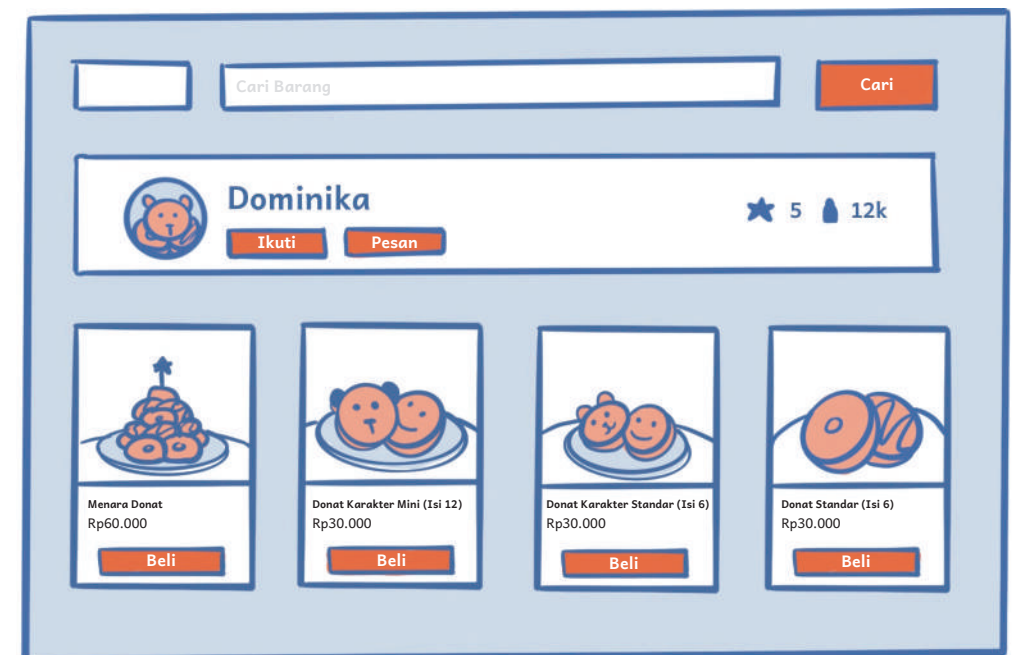 Cari Barang
Cari
Dominika
Ikuti
Pesan
5
12k
Menara Donat
Rp60.000
Beli
Donat Karakter Mini (Isi 12)
Rp30.000
Beli
Donat Karakter Standar (Isi 6)
Rp30.000
Beli
Donat Standar (Isi 6)
Rp30.000
Beli